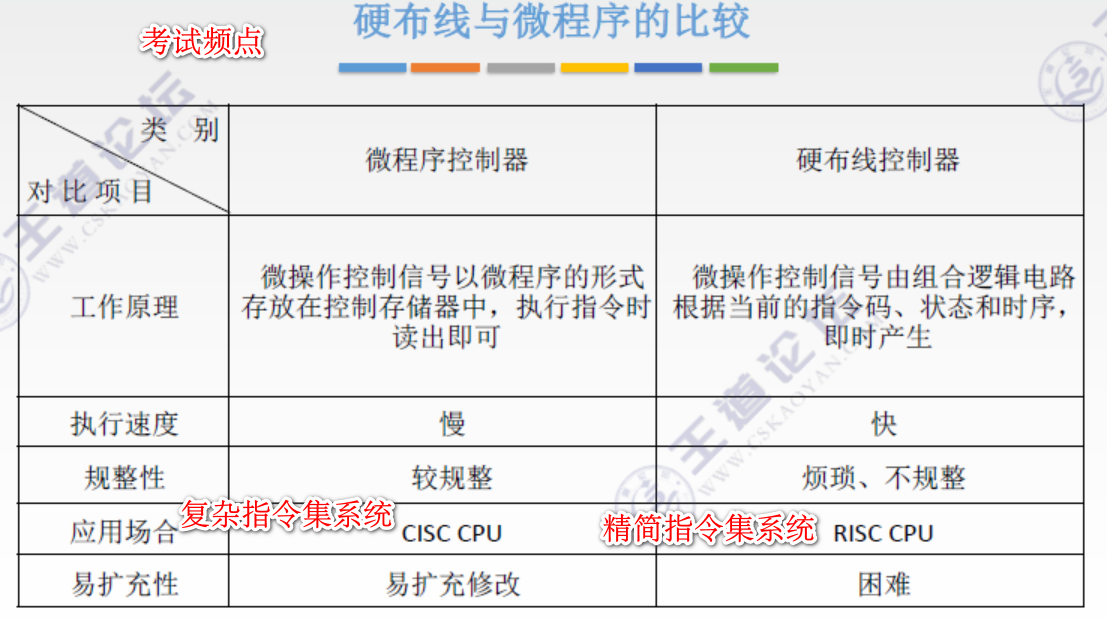 硬布线与微程序的比较
考试频点
类 别
对比项目
微程序控制器
硬布线控制器
工作原理
微操作控制信号以微程序的形式
存放在控制存储器中，执行指令时
读出即可
微操作控制信号由组合逻辑电路
根据当前的指令码、状态和时序，
即时产生
执行速度
慢
快
规整性
较规整
烦琐、不规整
应用场合
复杂指令集系统
CISC CPU
精简指令集系统
RISC CPU
易扩充性
易扩充修改
困难
王道论坛
WWW.CSKAOYAN.COM
王道论坛
WWW.CSKAOYAN.COM